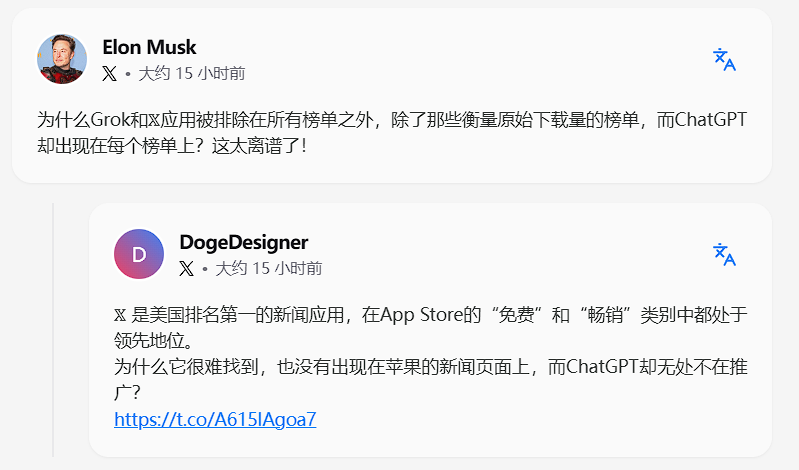 Elon Musk
X • 大约 15 小时前
为什么Grok和𝕏应用被排除在所有榜单之外，除了那些衡量原始下载量的榜单，而ChatGPT
却出现在每个榜单上？这太离谱了！
D
DogeDesigner
X • 大约 15 小时前
𝕏 是美国排名第一的新闻应用，在App Store的“免费”和“畅销”类别中都处于
领先地位。
为什么它很难找到，也没有出现在苹果的新闻页面上，而ChatGPT却无处不在推
广？
https://t.co/A615lAgoa7